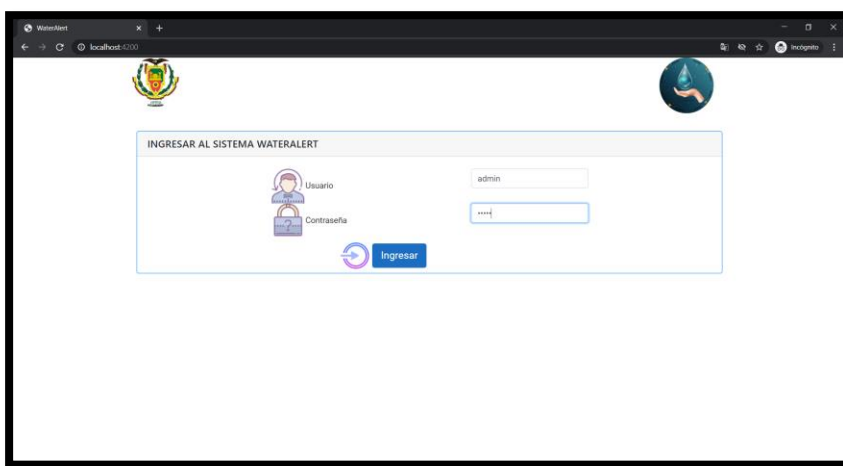 WaterAlert
localhost:4200
Incógnito
INGRESAR AL SISTEMA WATERALERT
Usuario
admin
Contraseña
•••••
?
Ingresar